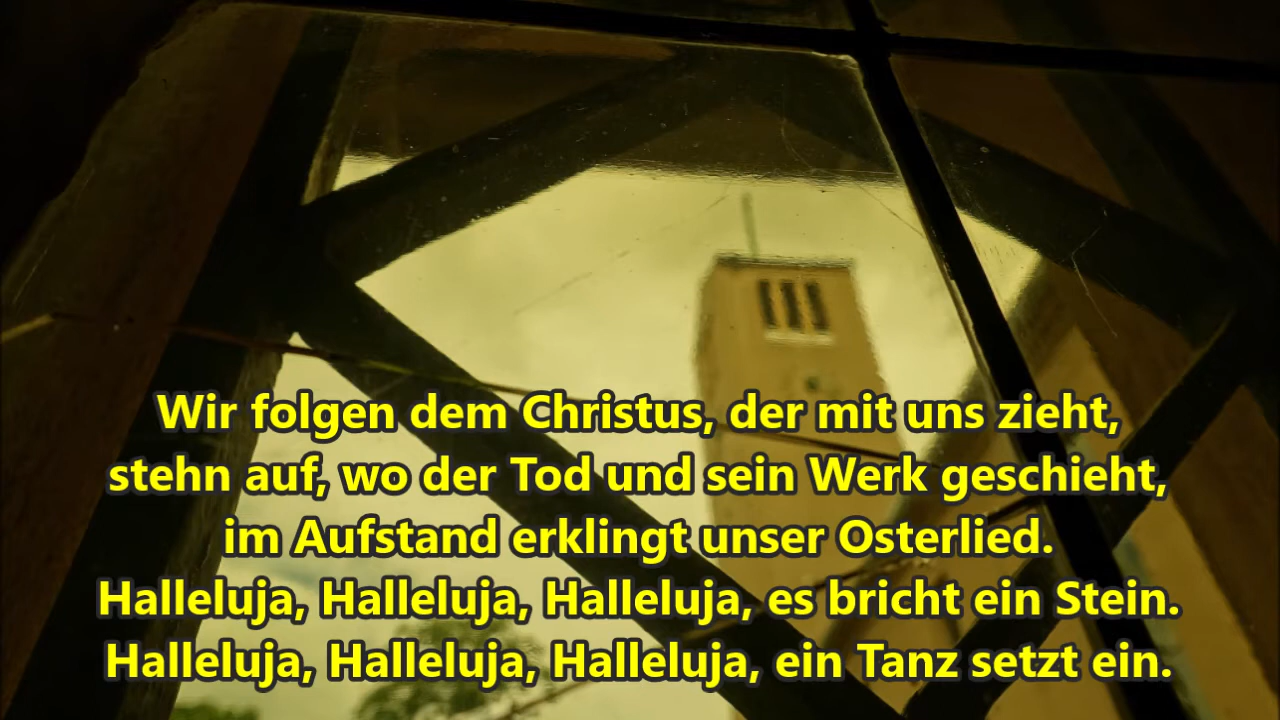 Wir folgen dem Christus, der mit uns zieht,
stehn auf, wo der Tod und sein Werk geschieht,
im Aufstand erklingt unser Osterlied.
Halleluja, Halleluja, Halleluja, es bricht ein Stein.
Halleluja, Halleluja, Halleluja, ein Tanz setzt ein.